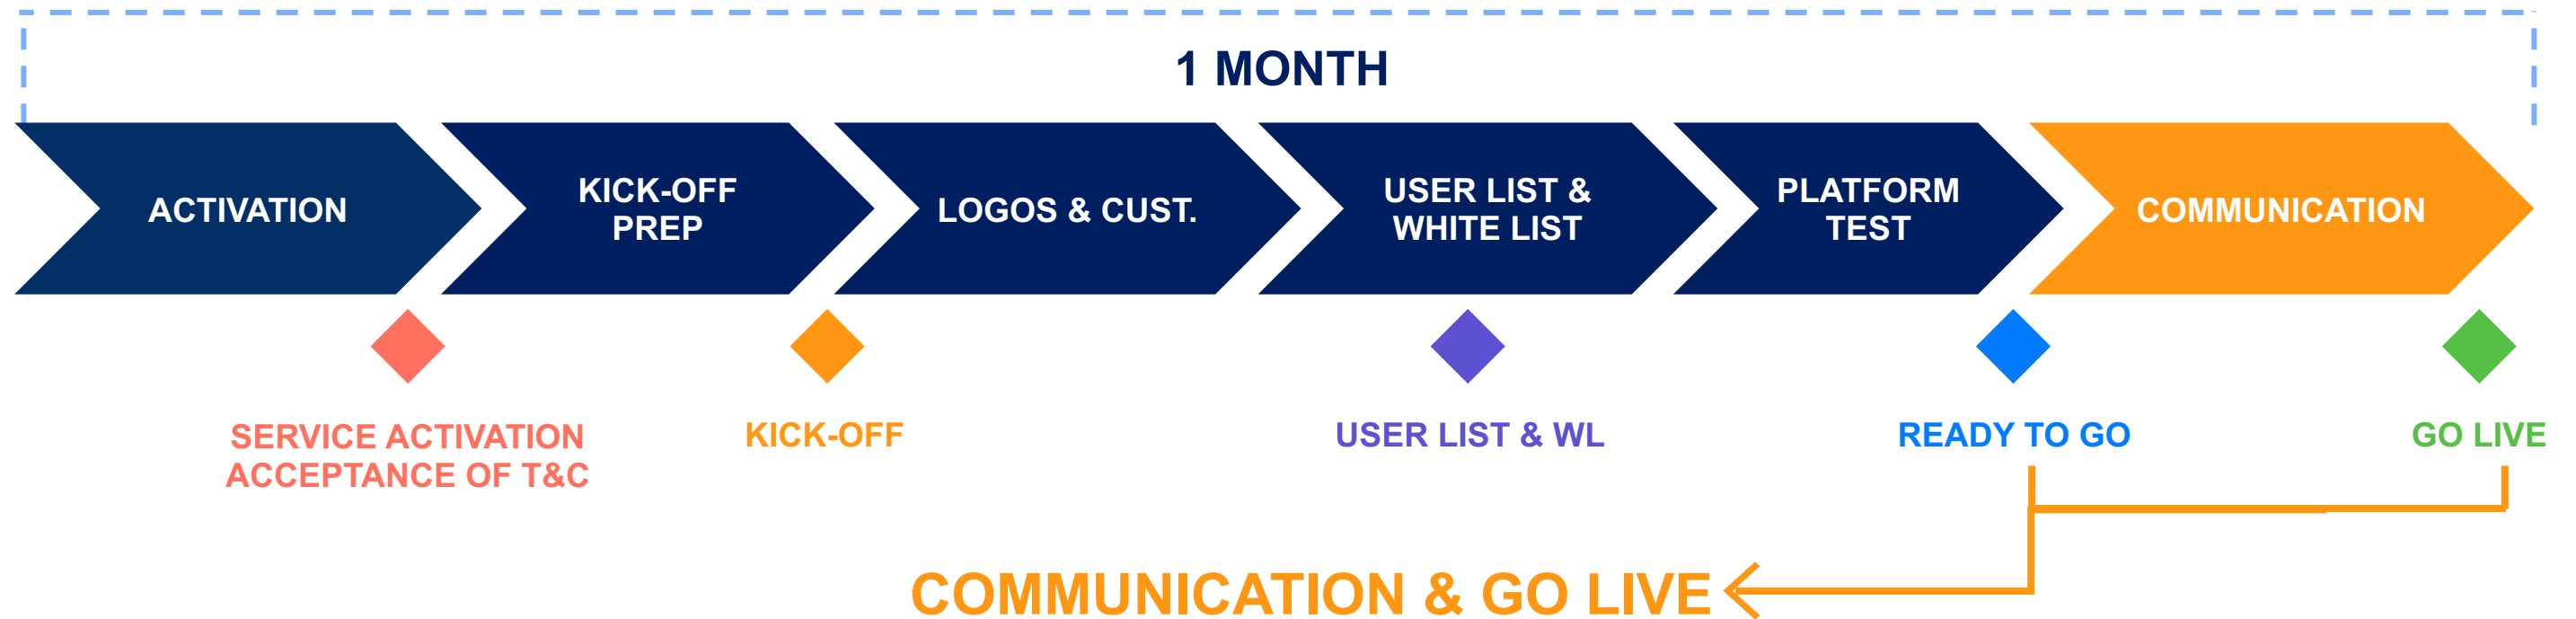 1 MONTH
ACTIVATION
KICK-OFF
PREP
LOGOS & CUST.
USER LIST &
WHITE LIST
PLATFORM
TEST
COMMUNICATION
SERVICE ACTIVATION
ACCEPTANCE OF T&C
KICK-OFF
USER LIST & WL
READY TO GO
GO LIVE
COMMUNICATION & GO LIVE